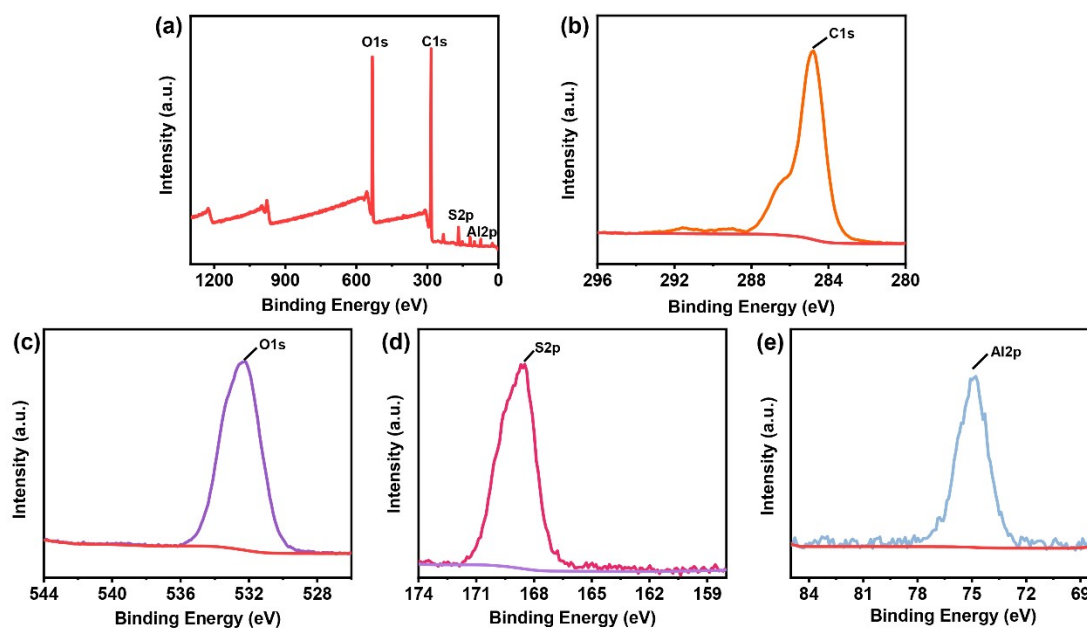 (a)
O1s
C1s
S2p
Al2p
Intensity (a.u.)
1200 900 600 300 0
Binding Energy (eV)
(b)
C1s
Intensity (a.u.)
296 292 288 284 280
Binding Energy (eV)
(c)
O1s
Intensity (a.u.)
544 540 536 532 528
Binding Energy (eV)
(d)
S2p
Intensity (a.u.)
174 171 168 165 162 159
Binding Energy (eV)
(e)
Al2p
Intensity (a.u.)
84 81 78 75 72 69
Binding Energy (eV)